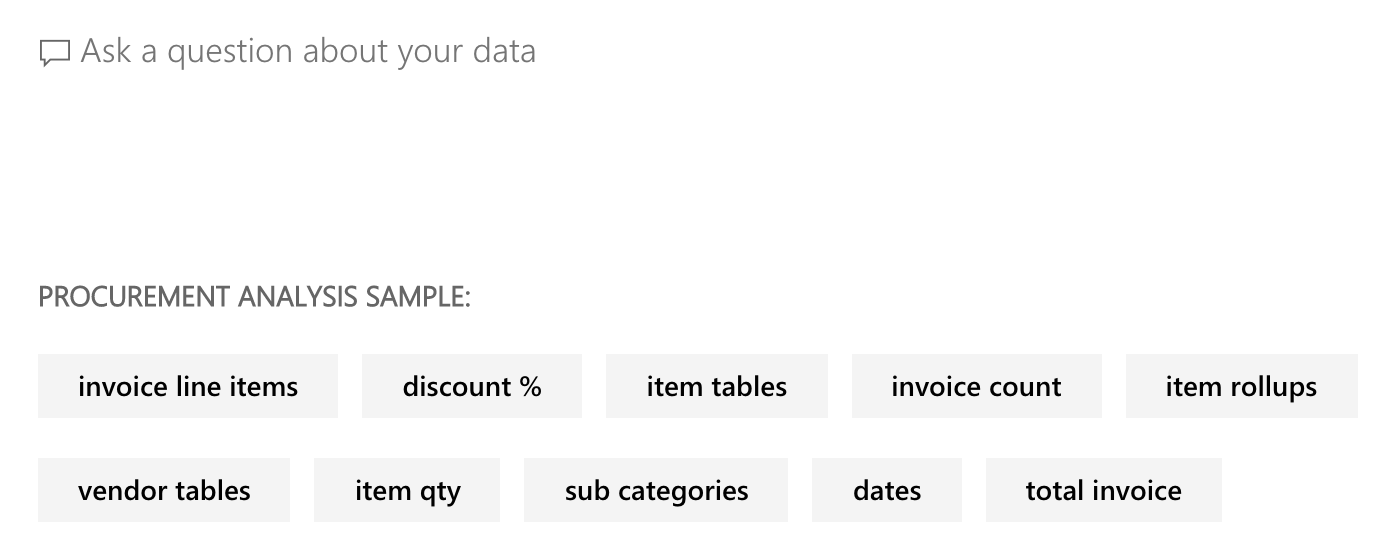 Ask a question about your data
PROCUREMENT ANALYSIS SAMPLE:
invoice line items discount % item tables invoice count item rollups
vendor tables item qty sub categories dates total invoice